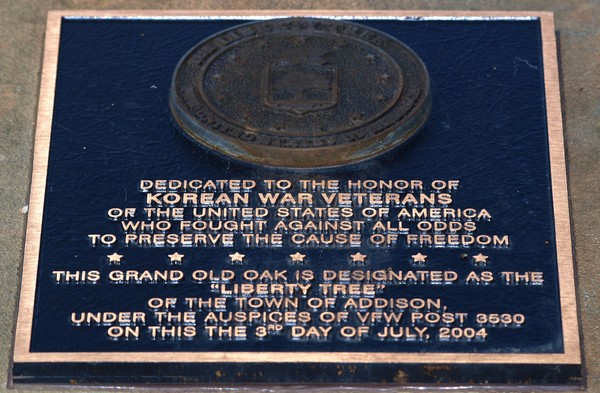 DEDICATED TO THE HONOR OF
KOREAN WAR VETERANS
OF THE UNITED STATES OF AMERICA
WHO FOUGHT AGAINST ALL ODDS
TO PRESERVE THE CAUSE OF FREEDOM
THIS GRAND OLD OAK IS DESIGNATED AS THE
"LIBERTY TREE"
OF THE TOWN OF ADDISON,
UNDER THE AUSPICES OF VFW POST 3530
ON THIS THE 3RD DAY OF JULY, 2004